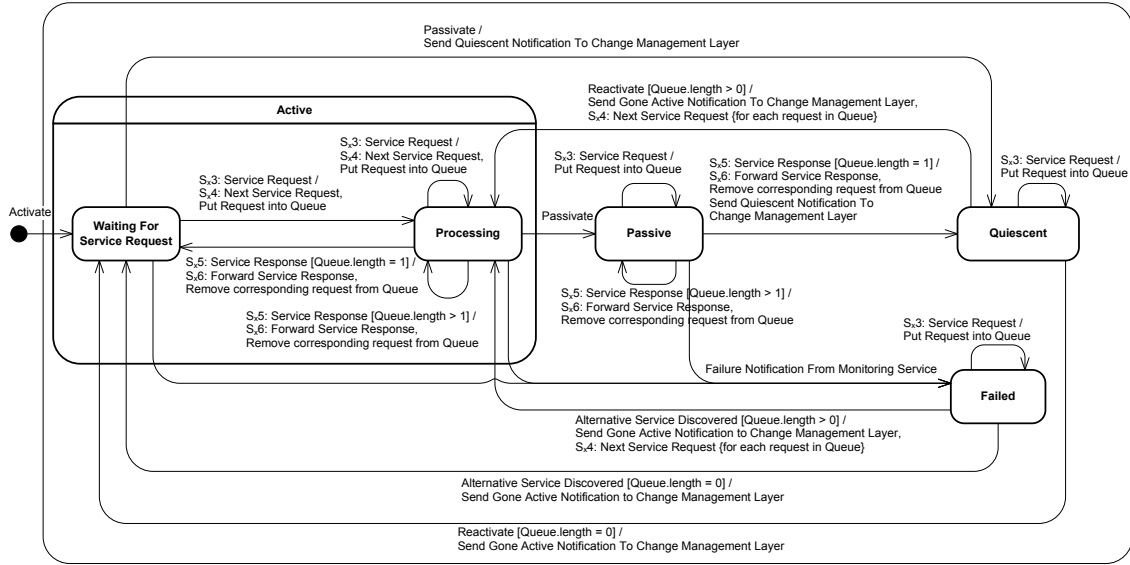 Passivate /
Send Quiescent Notification To Change Management Layer
Reactivate [Queue.length > 0] /
Send Gone Active Notification To Change Management Layer,
Sₓ4: Next Service Request {for each request in Queue}
Active
Sₓ3: Service Request /
Sₓ4: Next Service Request,
Put Request into Queue
Sₓ3: Service Request /
Sₓ4: Next Service Request,
Put Request into Queue
Sₓ3: Service Request /
Put Request into Queue
Sₓ5: Service Response [Queue.length = 1] /
Sₓ6: Forward Service Response,
Remove corresponding request from Queue
Send Quiescent Notification To
Change Management Layer
Sₓ3: Service Request /
Put Request into Queue
Activate
Waiting For
Service Request
Processing
Passivate
Passive
Quiescent
Sₓ5: Service Response [Queue.length = 1] /
Sₓ6: Forward Service Response,
Remove corresponding request from Queue
Sₓ5: Service Response [Queue.length > 1] /
Sₓ6: Forward Service Response,
Remove corresponding request from Queue
Sₓ5: Service Response [Queue.length > 1] /
Sₓ6: Forward Service Response,
Remove corresponding request from Queue
Sₓ3: Service Request /
Put Request into Queue
Failure Notification From Monitoring Service
Failed
Alternative Service Discovered [Queue.length > 0] /
Send Gone Active Notification to Change Management Layer,
Sₓ4: Next Service Request {for each request in Queue}
Alternative Service Discovered [Queue.length = 0] /
Send Gone Active Notification to Change Management Layer
Reactivate [Queue.length = 0] /
Send Gone Active Notification To Change Management Layer